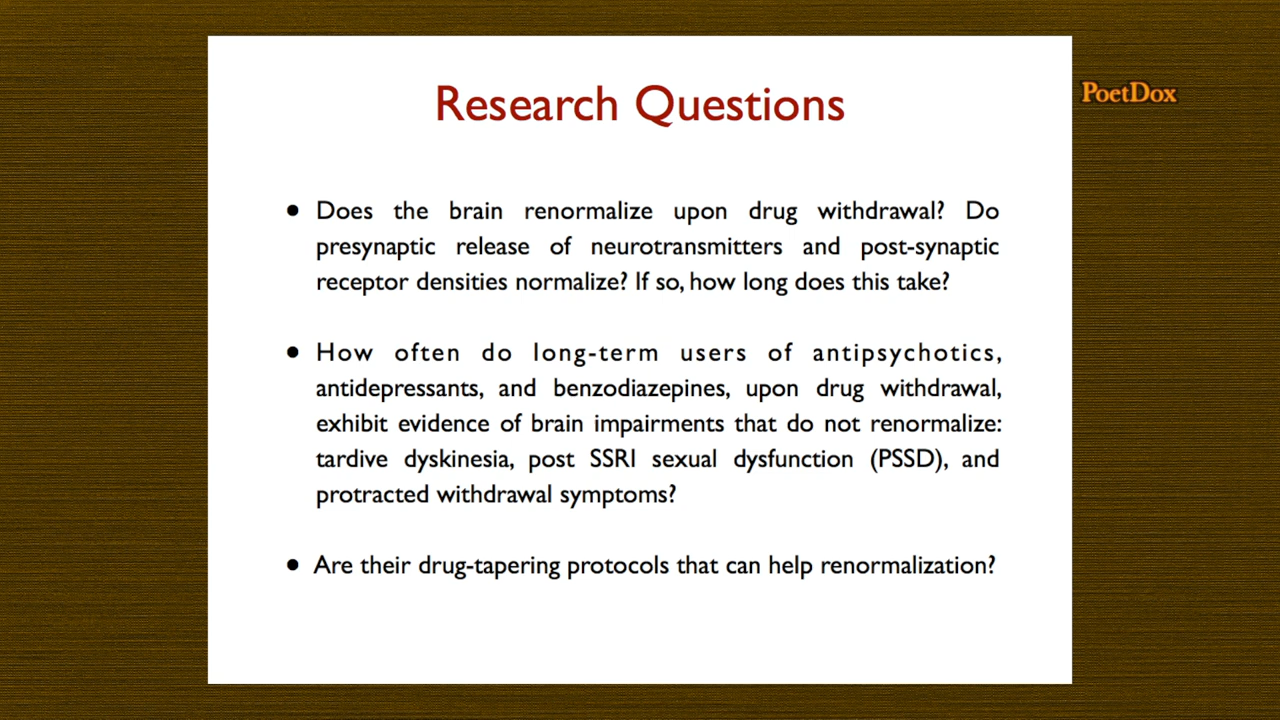 Research Questions
PoetDox
• Does the brain renormalize upon drug withdrawal? Do
presynaptic release of neurotransmitters and post-synaptic
receptor densities normalize? If so, how long does this take?
• How often do long-term users of antipsychotics,
antidepressants, and benzodiazepines, upon drug withdrawal,
exhibit evidence of brain impairments that do not renormalize:
tardive dyskinesia, post SSRI sexual dysfunction (PSSD), and
protracted withdrawal symptoms?
• Are their drug-tapering protocols that can help renormalization?